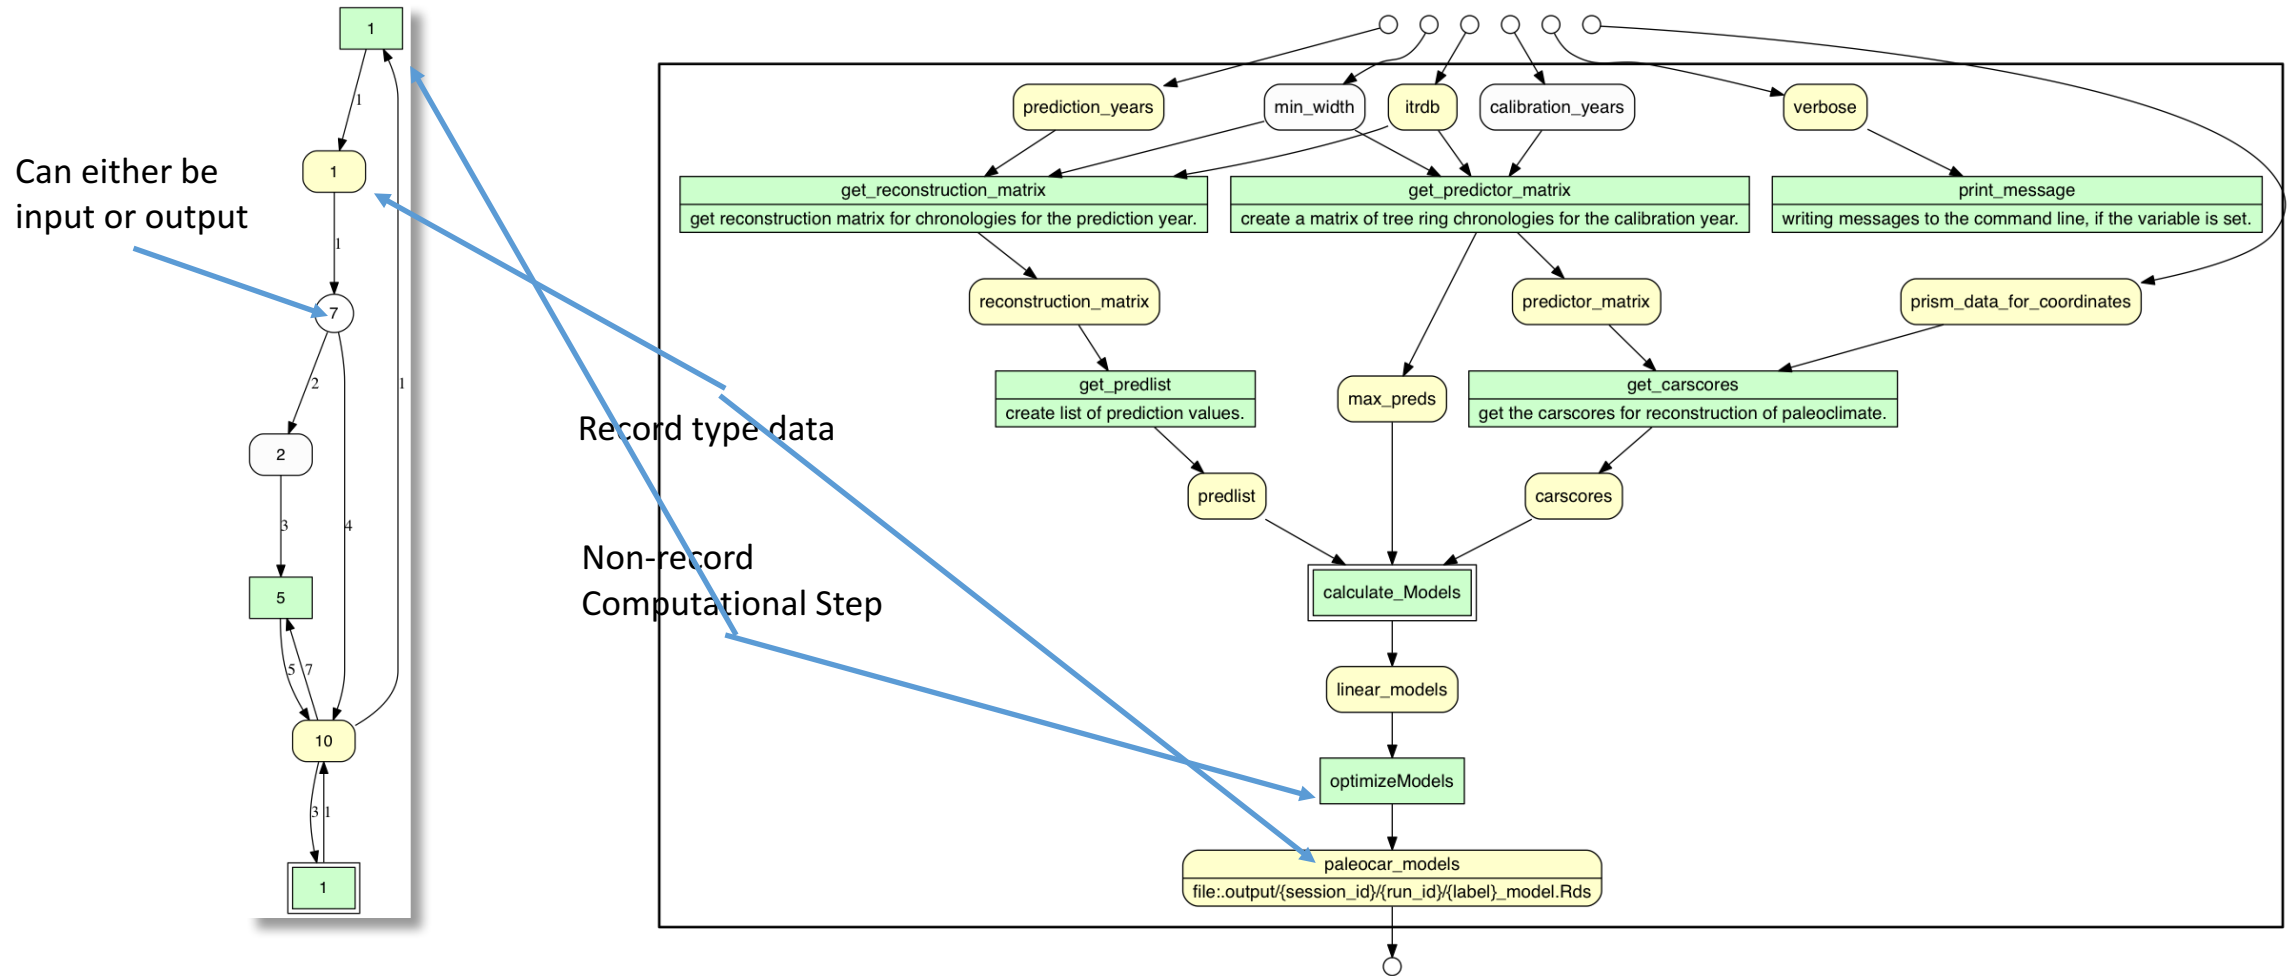 1
1
1
1
Can either be
input or output
1
7
2
1
2
3
4
5
5
7
10
3
1
1
Record type data
Non-record
Computational Step
prediction_years
min_width
itrdb
calibration_years
verbose
get_reconstruction_matrix
get reconstruction matrix for chronologies for the prediction year.
get_predictor_matrix
create a matrix of tree ring chronologies for the calibration year.
print_message
writing messages to the command line, if the variable is set.
reconstruction_matrix
predictor_matrix
prism_data_for_coordinates
get_predlist
create list of prediction values.
max_preds
get_carscores
get the carscores for reconstruction of paleoclimate.
predlist
carscores
calculate_Models
linear_models
optimizeModels
paleocar_models
file:.output/{session_id}/{run_id}/{label}_model.Rds